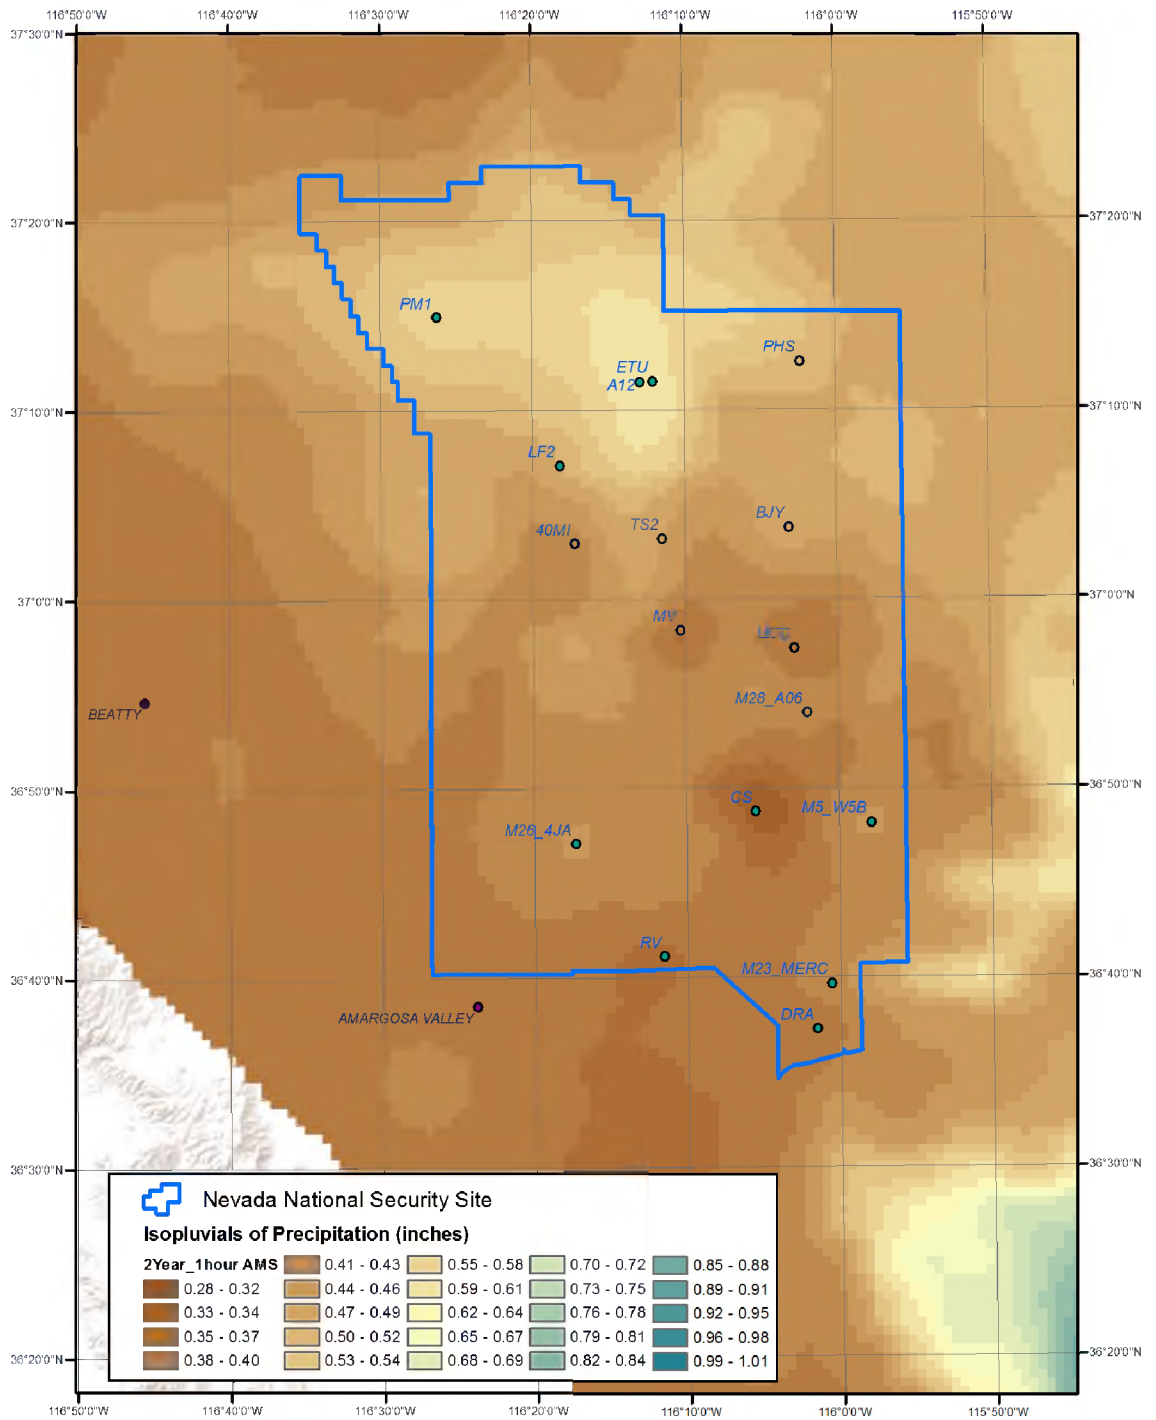 116°50'0"W 116°40'0"W 116°30'0"W 116°20'0"W 116°10'0"W 116°0'0"W 115°50'0"W
37°30'0"N
37°20'0"N 37°20'0"N
PM1
PHS
ETU
A12
37°10'0"N 37°10'0"N
LF2
BJY
TS2
40MI
37°0'0"N 37°0'0"N
MV
M28_A06
BEATTY
36°50'0"N 36°50'0"N
CS
M5_W5B
M26_4JA
RV
M23_MERC
36°40'0"N 36°40'0"N
DRA
AMARGOSA VALLEY
36°30'0"N 36°30'0"N
Nevada National Security Site
Isopluvials of Precipitation (inches)
2Year_1hour AMS 0.41 - 0.43 0.55 - 0.58 0.70 - 0.72 0.85 - 0.88
0.28 - 0.32 0.44 - 0.46 0.59 - 0.61 0.73 - 0.75 0.89 - 0.91
0.33 - 0.34 0.47 - 0.49 0.62 - 0.64 0.76 - 0.78 0.92 - 0.95
0.35 - 0.37 0.50 - 0.52 0.65 - 0.67 0.79 - 0.81 0.96 - 0.98
0.38 - 0.40 0.53 - 0.54 0.68 - 0.69 0.82 - 0.84 0.99 - 1.01
36°20'0"N 36°20'0"N
116°50'0"W 116°40'0"W 116°30'0"W 116°20'0"W 116°10'0"W 116°0'0"W 115°50'0"W